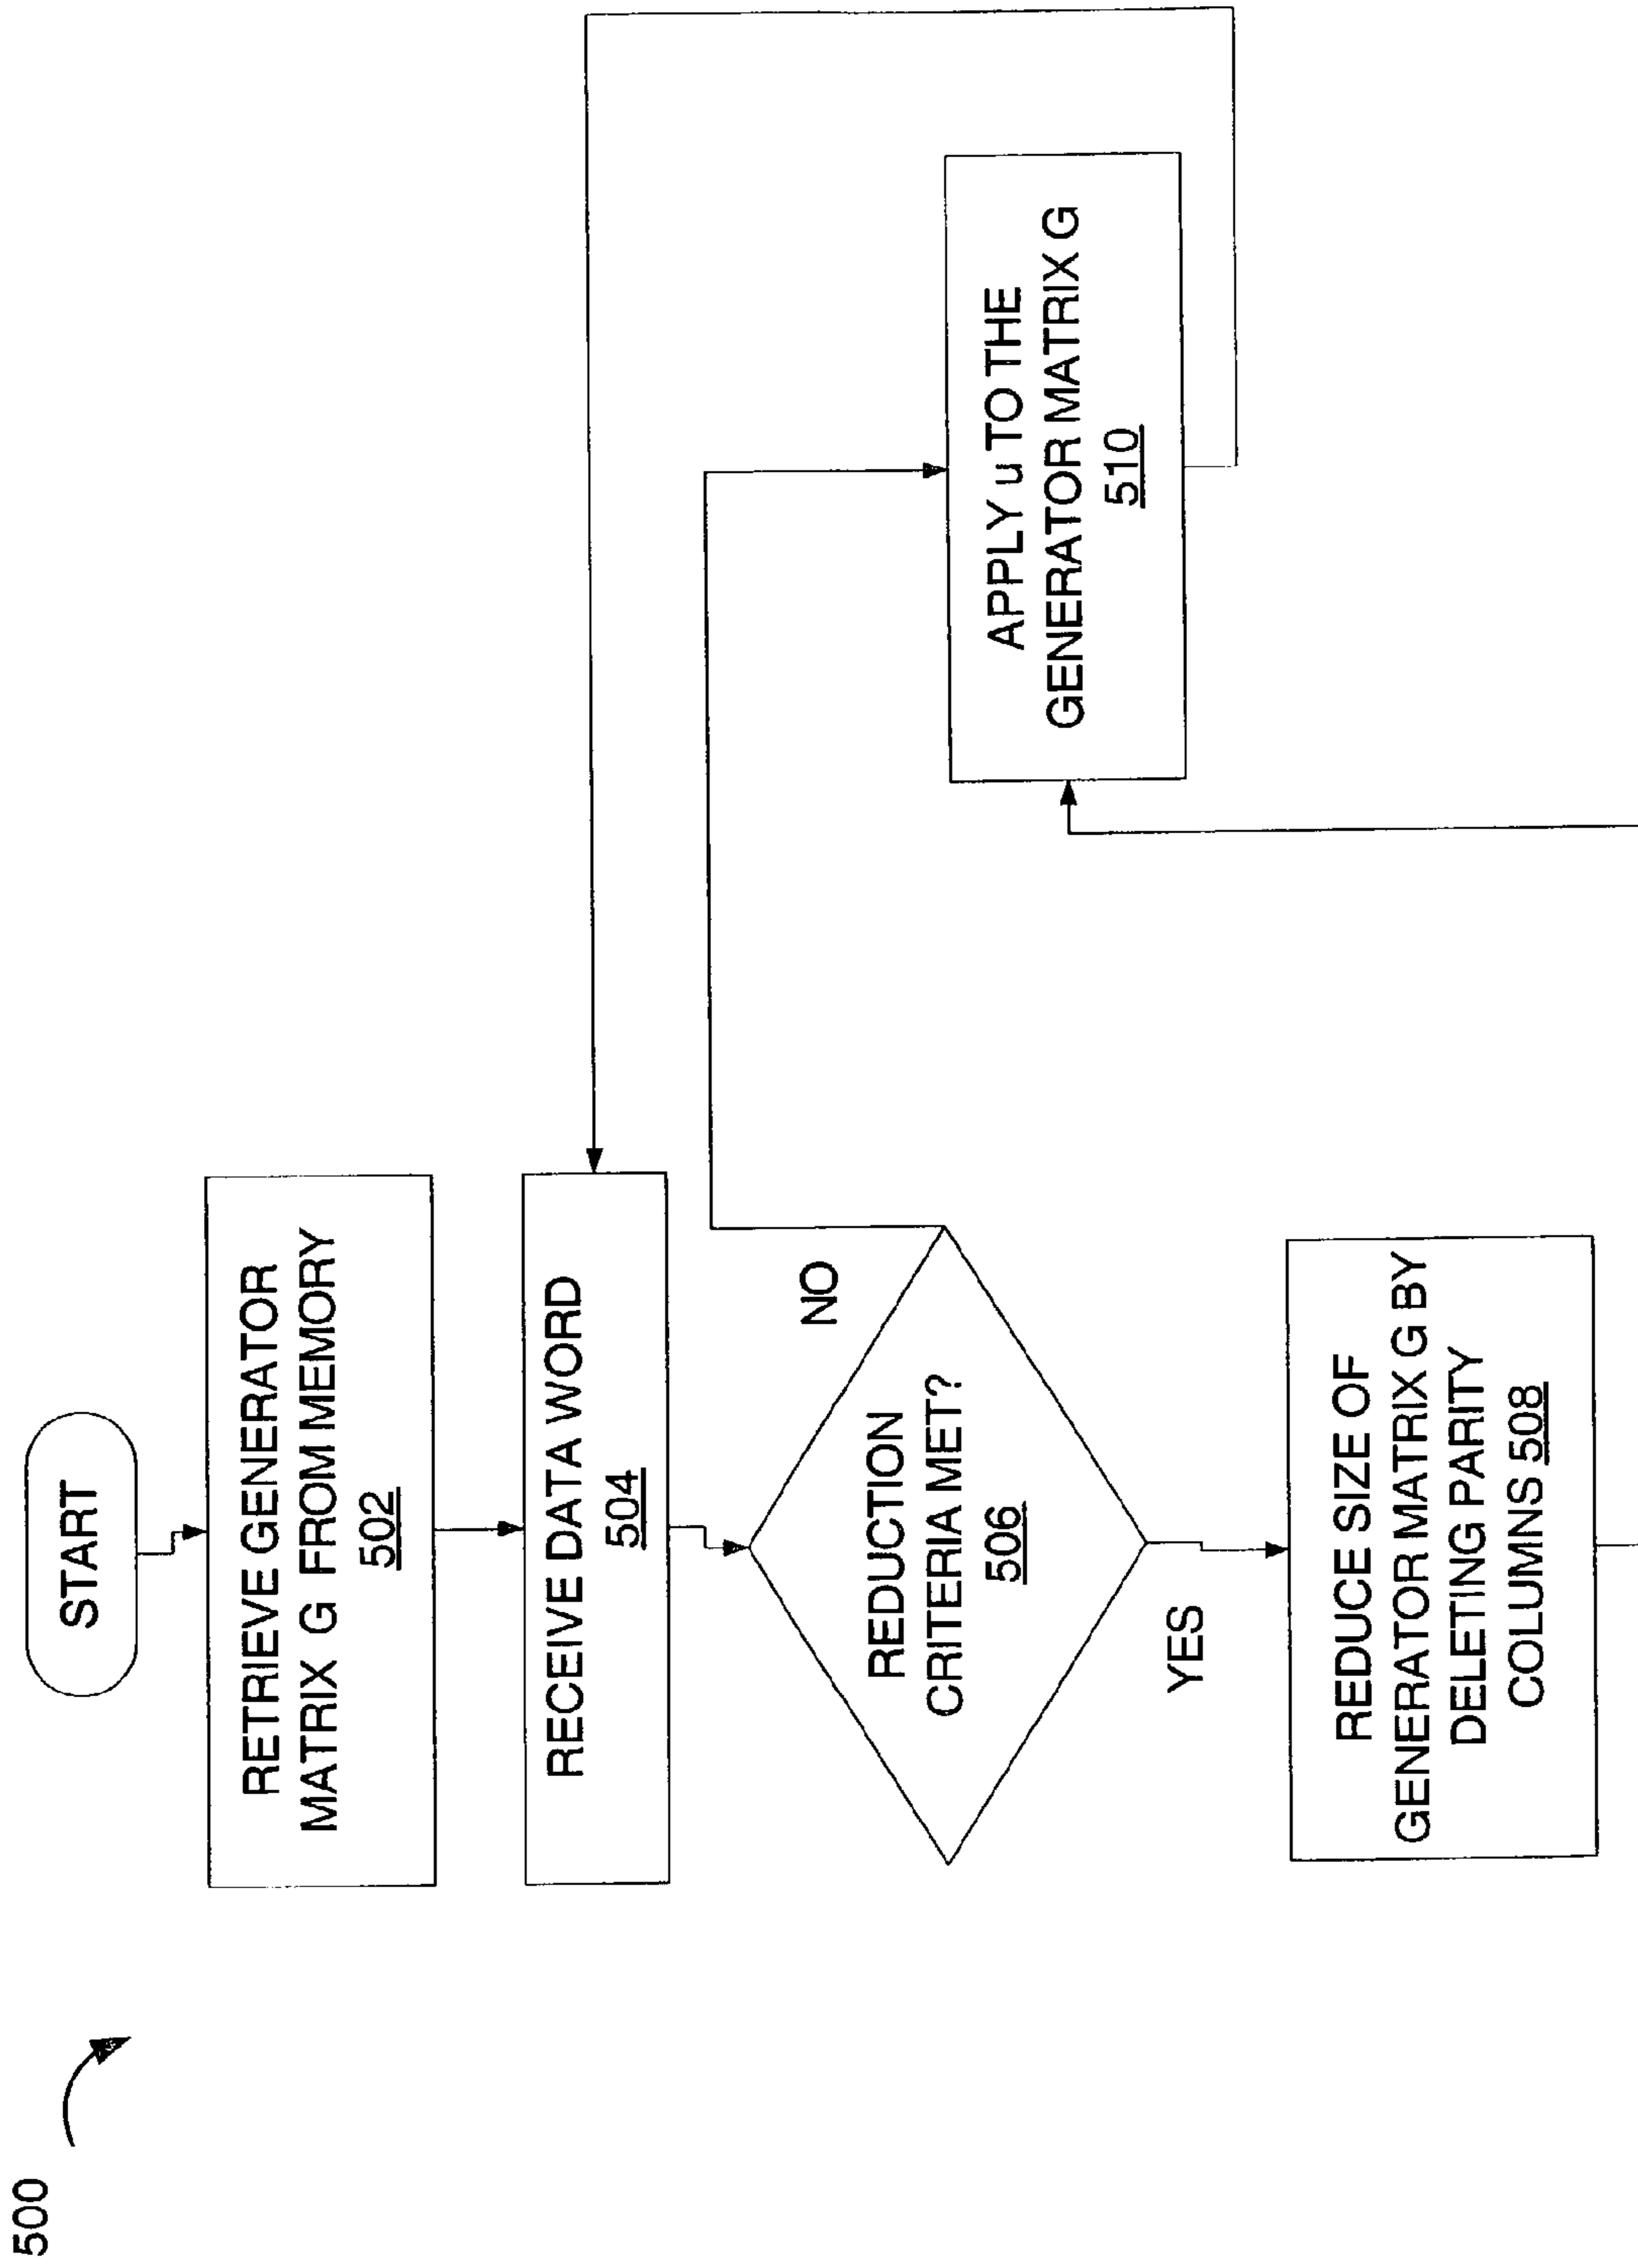 500
START
RETRIEVE GENERATOR
MATRIX G FROM MEMORY
502
RECEIVE DATA WORD
504
REDUCTION
CRITERIA MET?
506
NO
YES
REDUCE SIZE OF
GENERATOR MATRIX G BY
DELETING PARITY
COLUMNS 508
APPLY u TO THE
GENERATOR MATRIX G
510